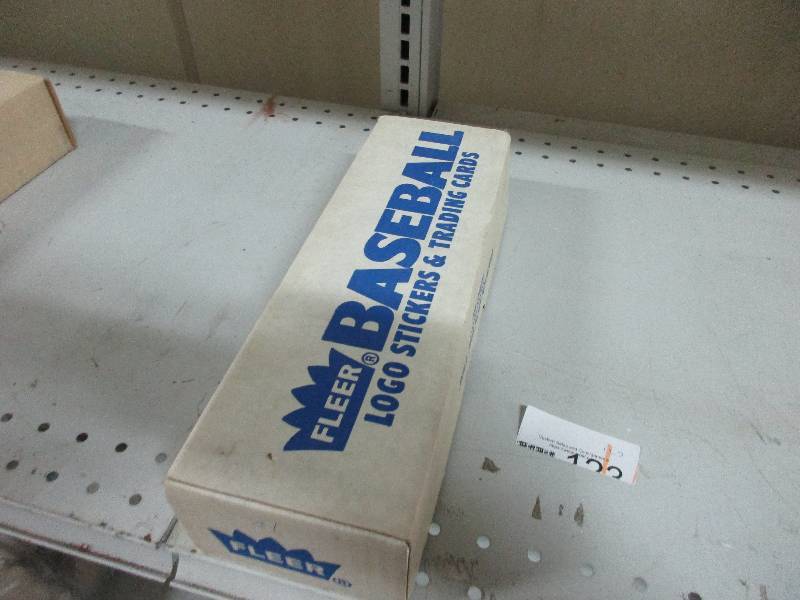 FLEER® BASEBALL
LOGO STICKERS & TRADING CARDS
FLEER®